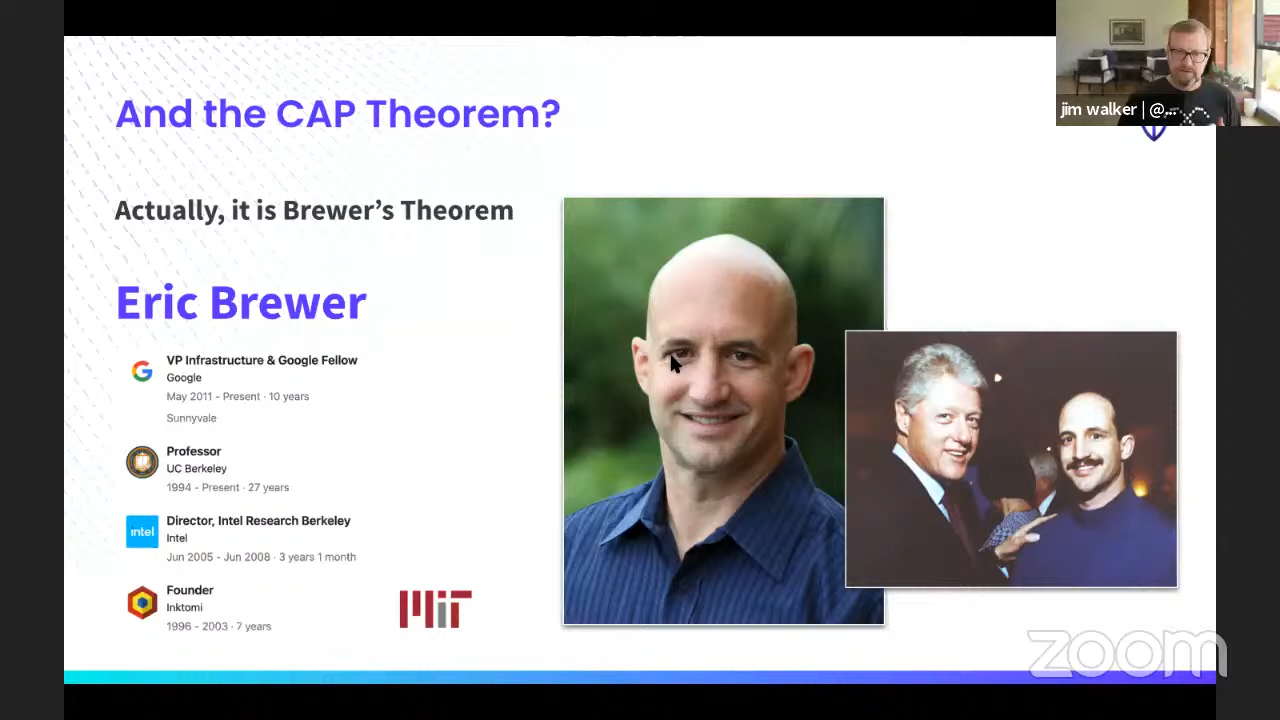 And the CAP Theorem?
jim walker | @...
Actually, it is Brewer's Theorem
Eric Brewer
VP Infrastructure & Google Fellow
Google
May 2011 - Present · 10 years
Sunnyvale
Professor
UC Berkeley
1994 - Present · 27 years
intel
Director, Intel Research Berkeley
Intel
Jun 2005 - Jun 2008 · 3 years 1 month
Founder
Inktomi
1996 - 2003 · 7 years
MIT
zoom